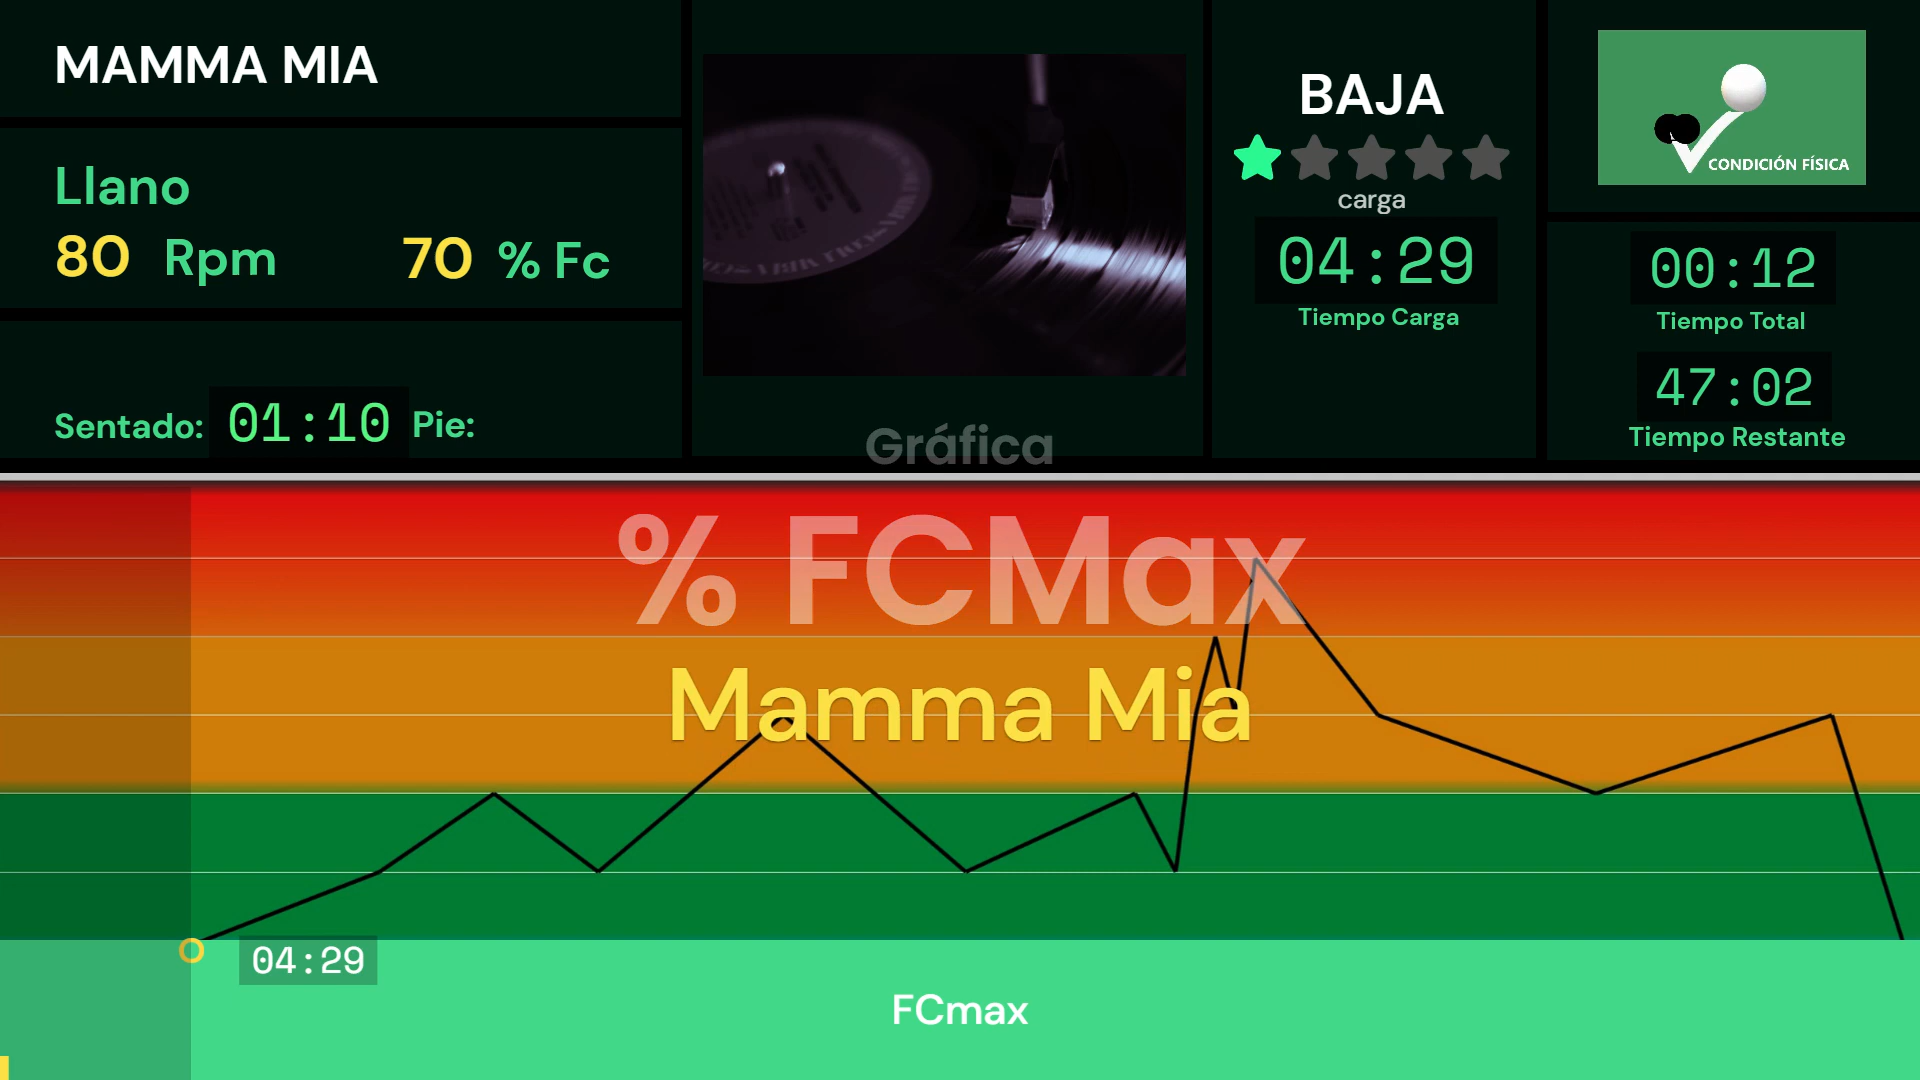 MAMMA MIA
Llano
80 Rpm 70 % Fc
Sentado: 01:10 Pie:
Gráfica
BAJA
carga
04:29
Tiempo Carga
CONDICIÓN FÍSICA
00:12
Tiempo Total
47:02
Tiempo Restante
% FCMax
Mamma Mia
04:29
FCmax